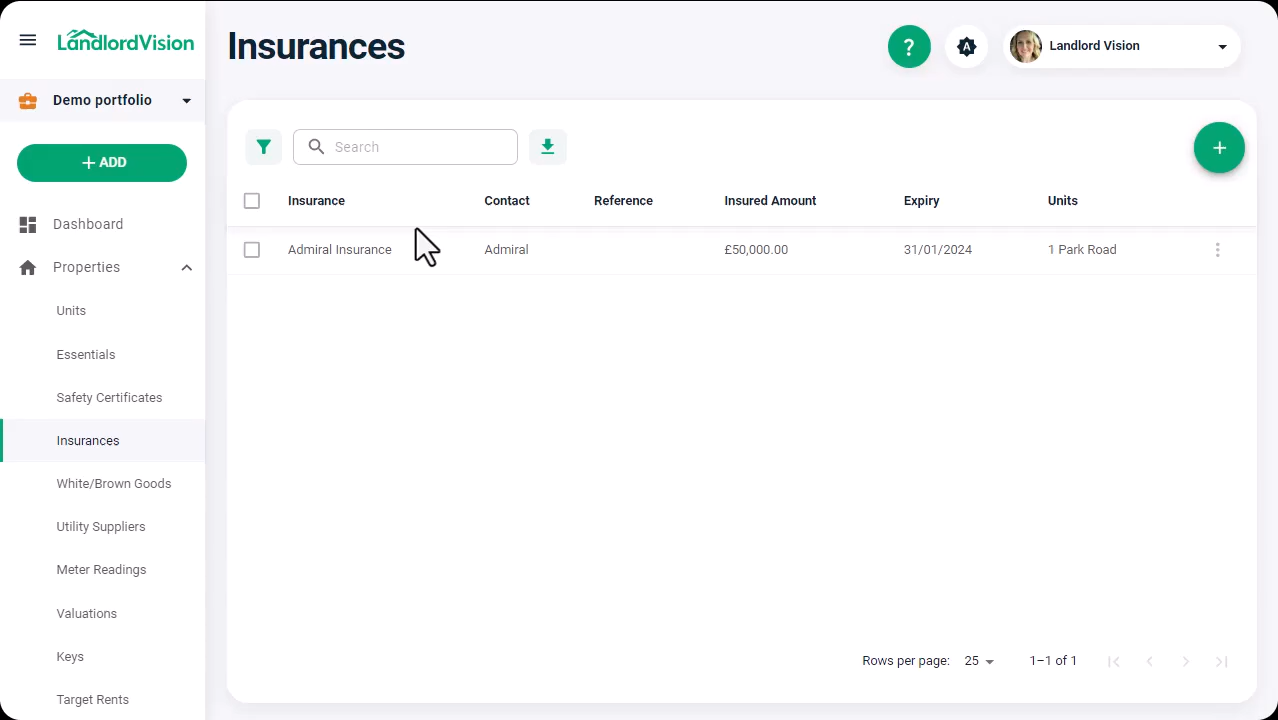 LandlordVision
Insurances
?
A
Landlord Vision
Demo portfolio
+ ADD
Search
+
Insurance Contact Reference Insured Amount Expiry Units
Admiral Insurance Admiral £50,000.00 31/01/2024 1 Park Road
Dashboard
Properties
Units
Essentials
Safety Certificates
Insurances
White/Brown Goods
Utility Suppliers
Meter Readings
Valuations
Keys
Target Rents
Rows per page: 25 1–1 of 1